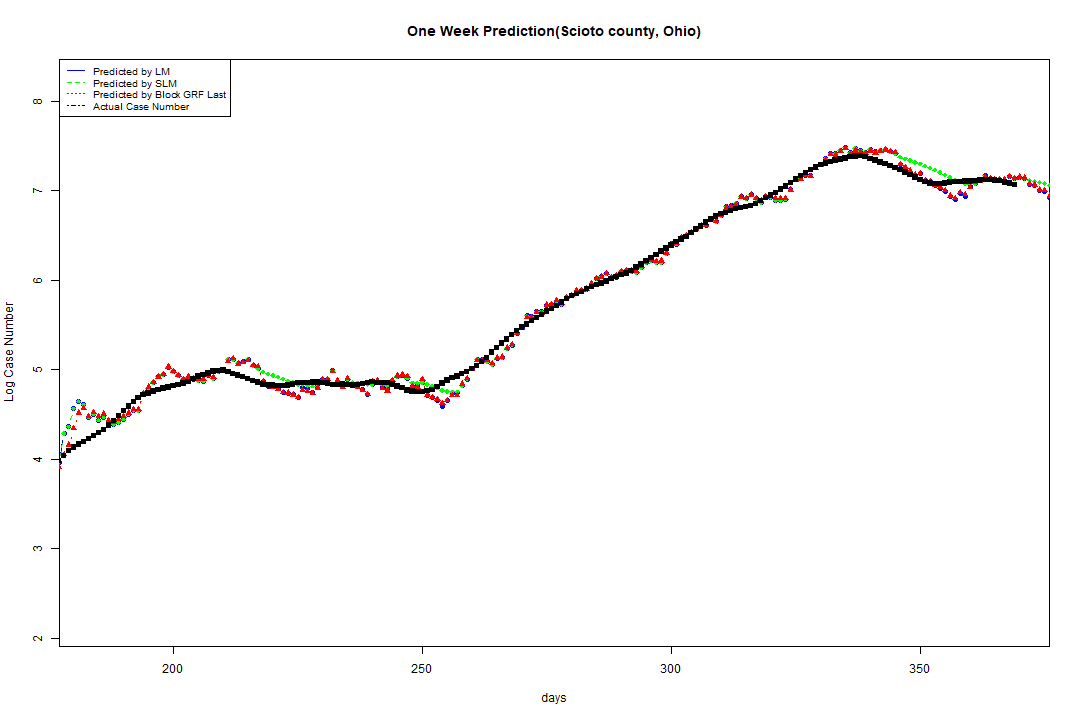 One Week Prediction(Scioto county, Ohio)
Predicted by LM
Predicted by SLM
Predicted by Block GRF Last
Actual Case Number
8
7
6
5
4
3
2
Log Case Number
200 250 300 350
days